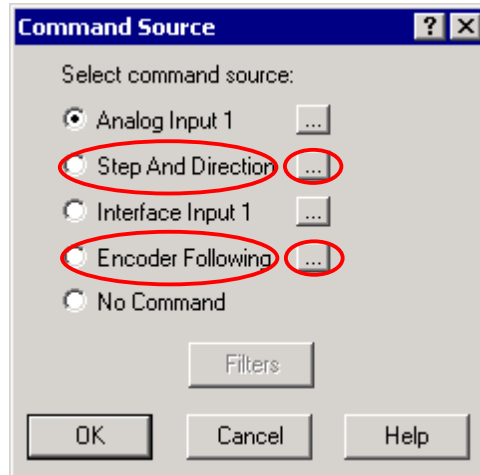 Command Source ? ×
Select command source:
Analog Input 1 ...
Step And Direction ...
Interface Input 1 ...
Encoder Following ...
No Command
Filters
OK Cancel Help